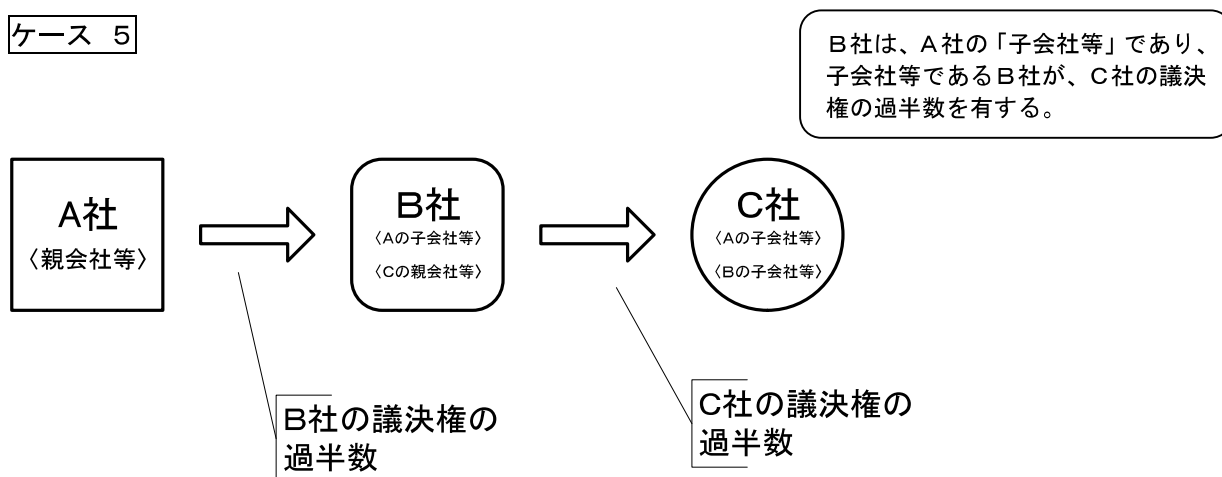 ケース 5
B社は、A社の「子会社等」であり、
子会社等であるB社が、C社の議決
権の過半数を有する。
A社
〈親会社等〉
B社
〈Aの子会社等〉
〈Cの親会社等〉
C社
〈Aの子会社等〉
〈Bの子会社等〉
B社の議決権の
過半数
C社の議決権の
過半数